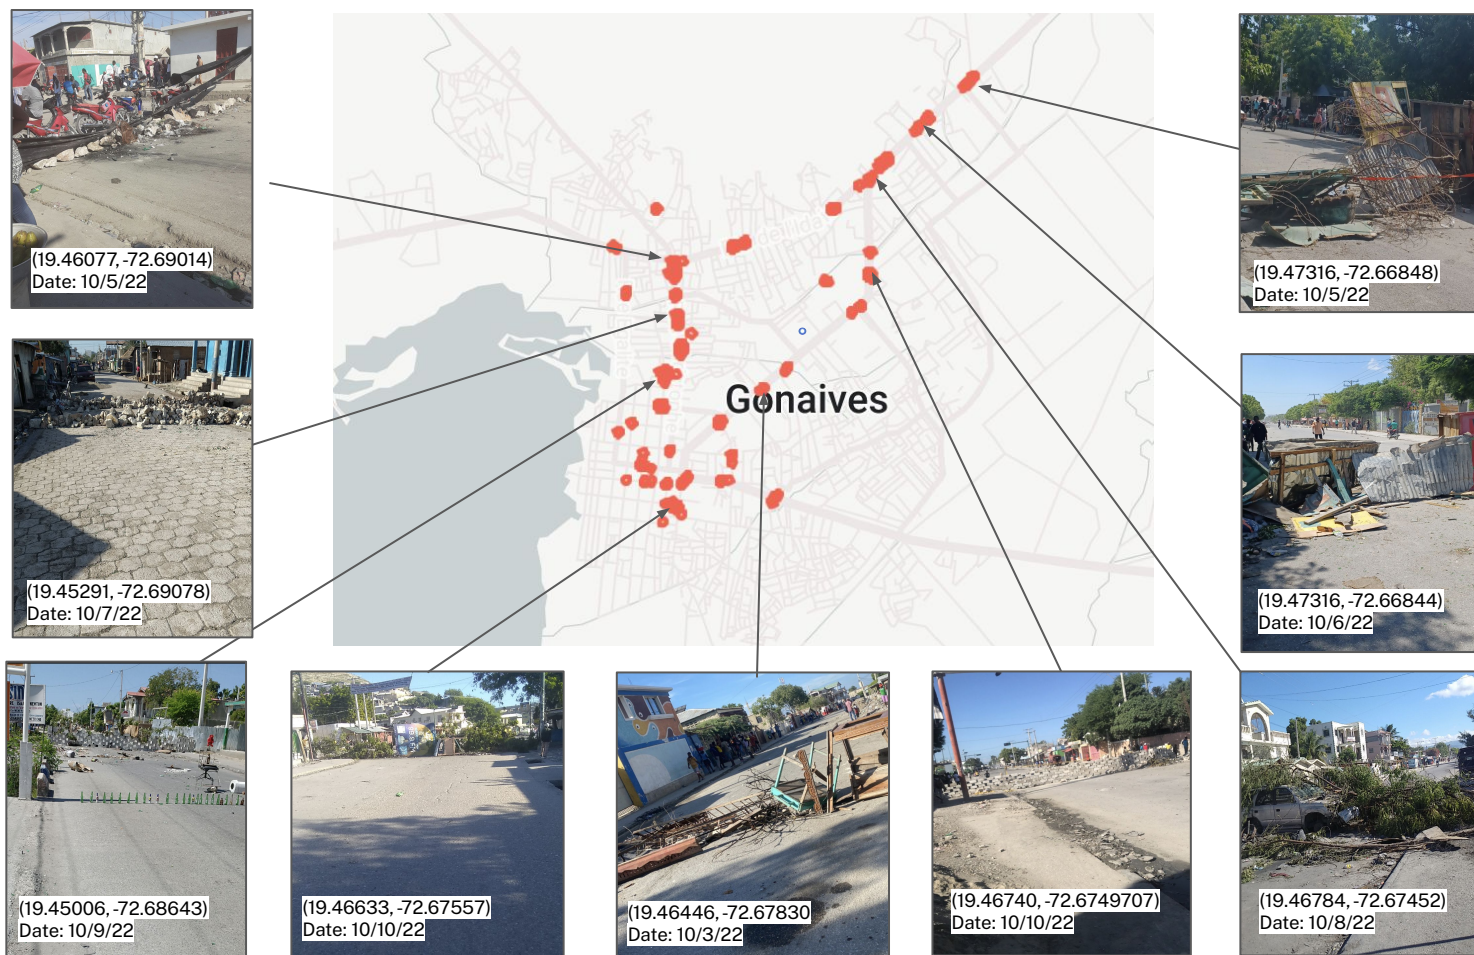 (19.46077, -72.69014)
Date: 10/5/22
(19.47316, -72.66848)
Date: 10/5/22
Gonaives
(19.45291, -72.69078)
Date: 10/7/22
(19.47316, -72.66844)
Date: 10/6/22
(19.45006, -72.68643)
Date: 10/9/22
(19.46633, -72.67557)
Date: 10/10/22
(19.46446, -72.67830
Date: 10/3/22
(19.46740, -72.6749707)
Date: 10/10/22
(19.46784, -72.67452)
Date: 10/8/22